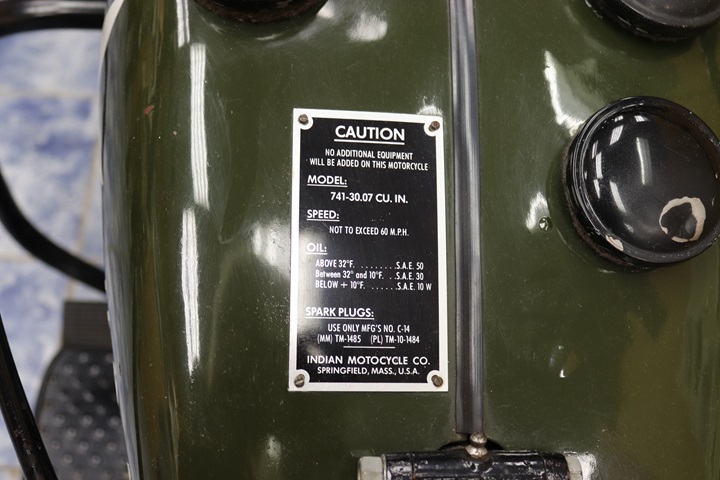 CAUTION
NO ADDITIONAL EQUIPMENT
WILL BE ADDED ON THIS MOTORCYCLE
MODEL:
741-30.07 CU. IN.
SPEED:
NOT TO EXCEED 60 M.P.H.
OIL:
ABOVE 32°F. ........S.A.E. 50
Between 32° and 10°F. ..S.A.E. 30
BELOW + 10°F. ......S.A.E. 10 W
SPARK PLUGS:
USE ONLY MFG'S NO. C-14
(MM) TM-1485 (PL) TM-10-1484
INDIAN MOTOCYCLE CO.
SPRINGFIELD, MASS., U.S.A.